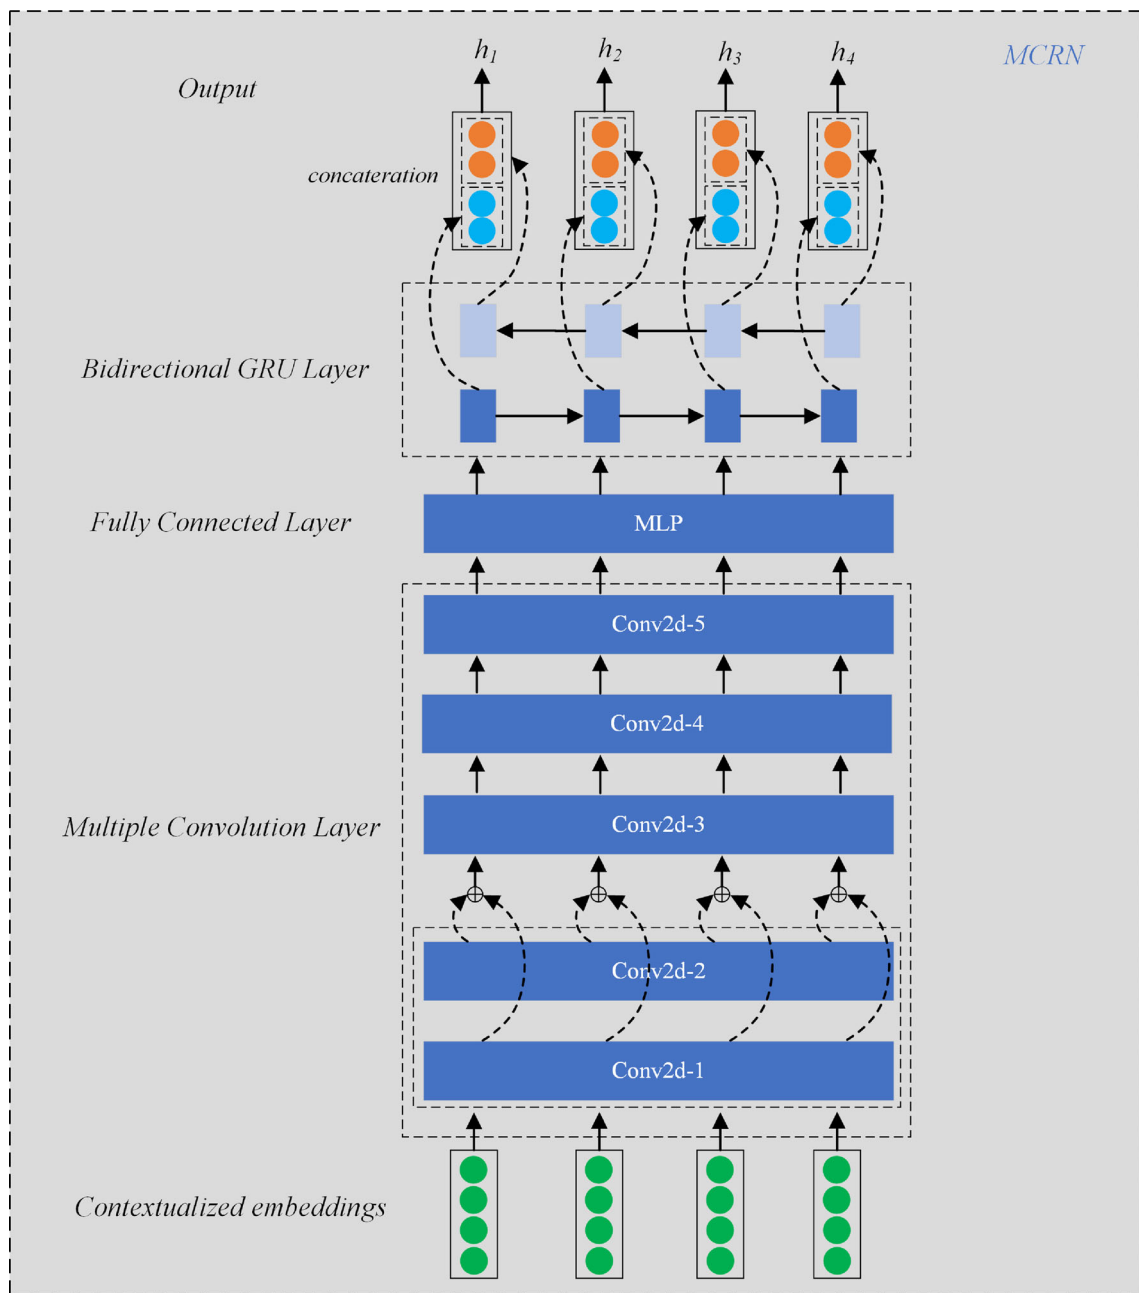 h1 h2 h3 h4
MCRN
Output
concateration
Bidirectional GRU Layer
Fully Connected Layer
MLP
Conv2d-5
Conv2d-4
Multiple Convolution Layer
Conv2d-3
Conv2d-2
Conv2d-1
Contextualized embeddings